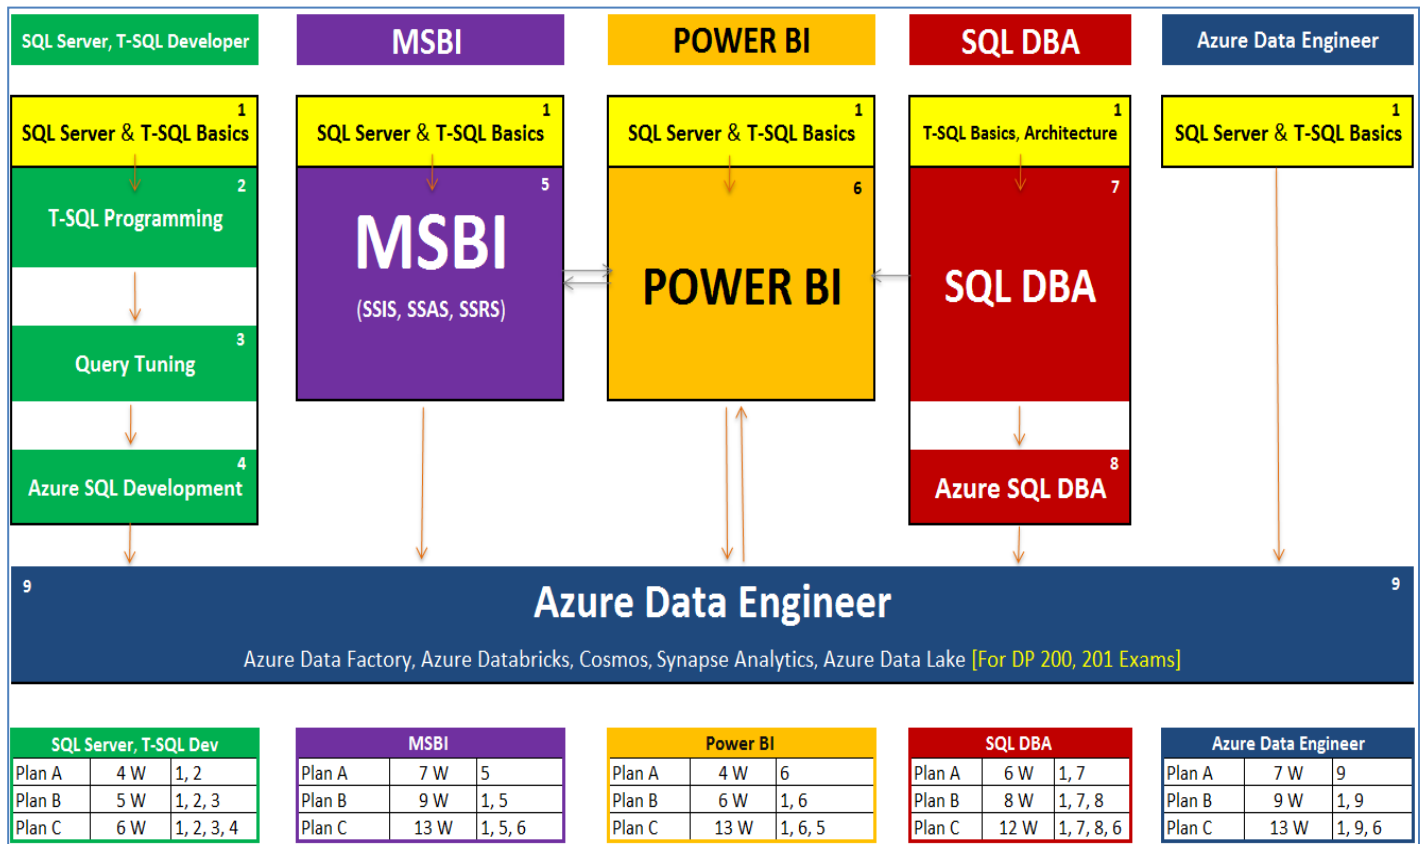 SQL Server, T-SQL Developer
MSBI
POWER BI
SQL DBA
Azure Data Engineer
1
SQL Server & T-SQL Basics
2
T-SQL Programming
3
Query Tuning
4
Azure SQL Development
1
SQL Server & T-SQL Basics
5
MSBI
(SSIS, SSAS, SSRS)
1
SQL Server & T-SQL Basics
6
POWER BI
1
T-SQL Basics, Architecture
7
SQL DBA
8
Azure SQL DBA
1
SQL Server & T-SQL Basics
9
9
Azure Data Engineer
Azure Data Factory, Azure Databricks, Cosmos, Synapse Analytics, Azure Data Lake [For DP 200, 201 Exams]
SQL Server, T-SQL Dev
Plan A 4 W 1, 2
Plan B 5 W 1, 2, 3
Plan C 6 W 1, 2, 3, 4
MSBI
Plan A 7 W 5
Plan B 9 W 1, 5
Plan C 13 W 1, 5, 6
Power BI
Plan A 4 W 6
Plan B 6 W 1, 6
Plan C 13 W 1, 6, 5
SQL DBA
Plan A 6 W 1, 7
Plan B 8 W 1, 7, 8
Plan C 12 W 1, 7, 8, 6
Azure Data Engineer
Plan A 7 W 9
Plan B 9 W 1, 9
Plan C 13 W 1, 9, 6